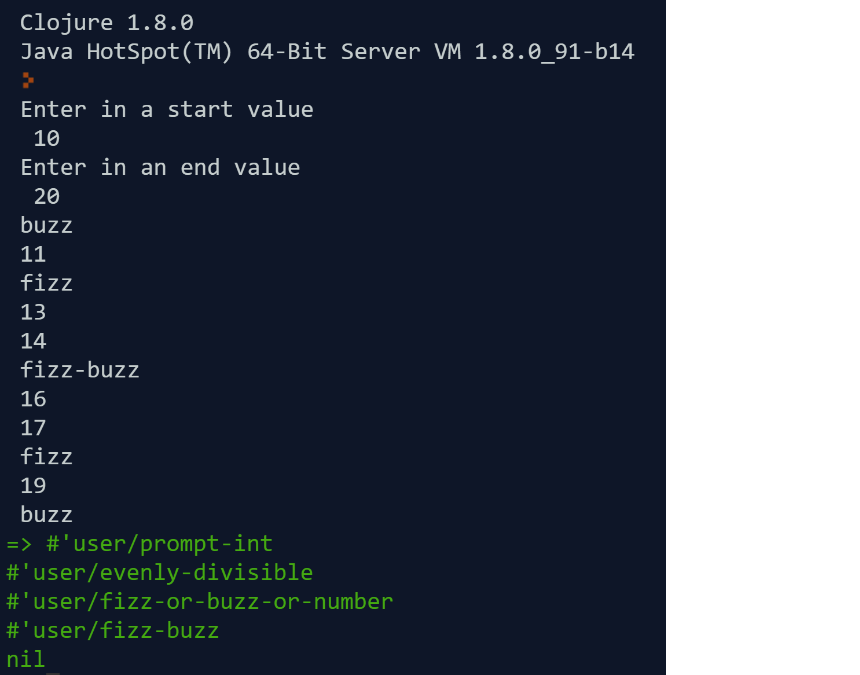 Clojure 1.8.0
Java HotSpot(TM) 64-Bit Server VM 1.8.0_91-b14
>
Enter in a start value
10
Enter in an end value
20
buzz
11
fizz
13
14
fizz-buzz
16
17
fizz
19
buzz
=> #'user/prompt-int
#'user/evenly-divisible
#'user/fizz-or-buzz-or-number
#'user/fizz-buzz
nil